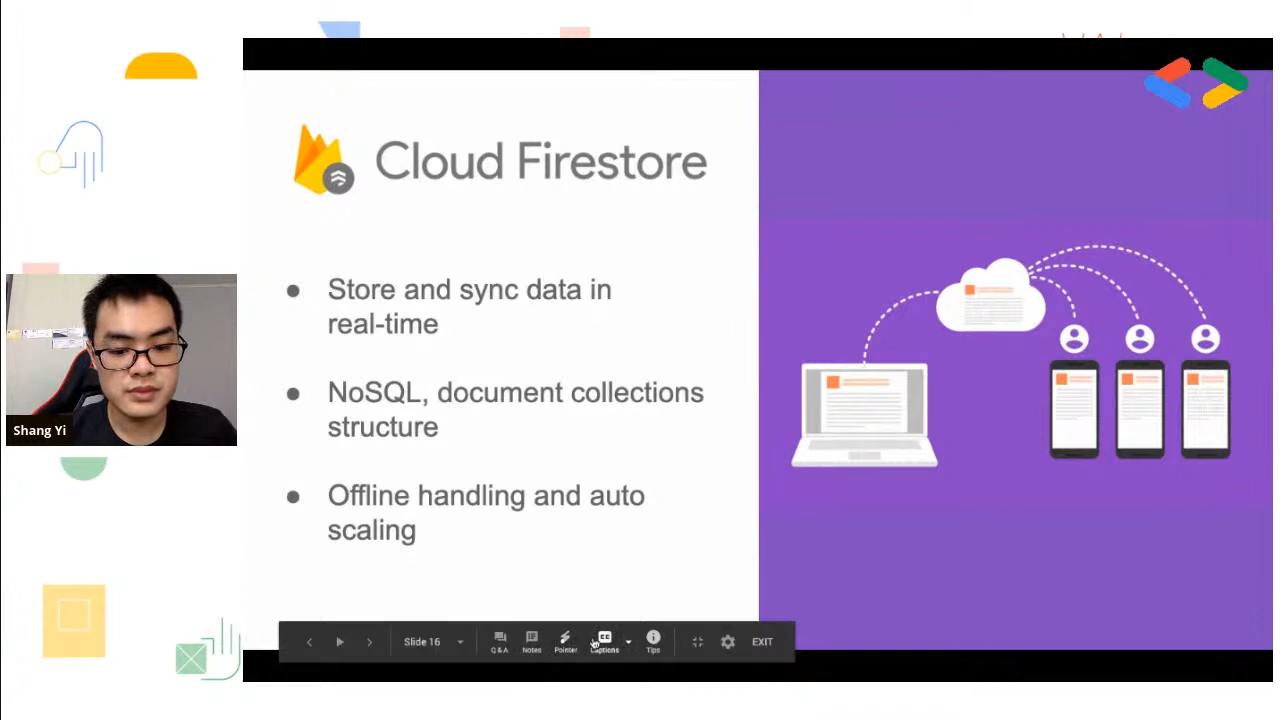 Cloud Firestore
● Store and sync data in
real-time
● NoSQL, document collections
structure
● Offline handling and auto
scaling
Shang Yi
Slide 16
Q & A
Notes
Pointer
Captions
Tips
EXIT